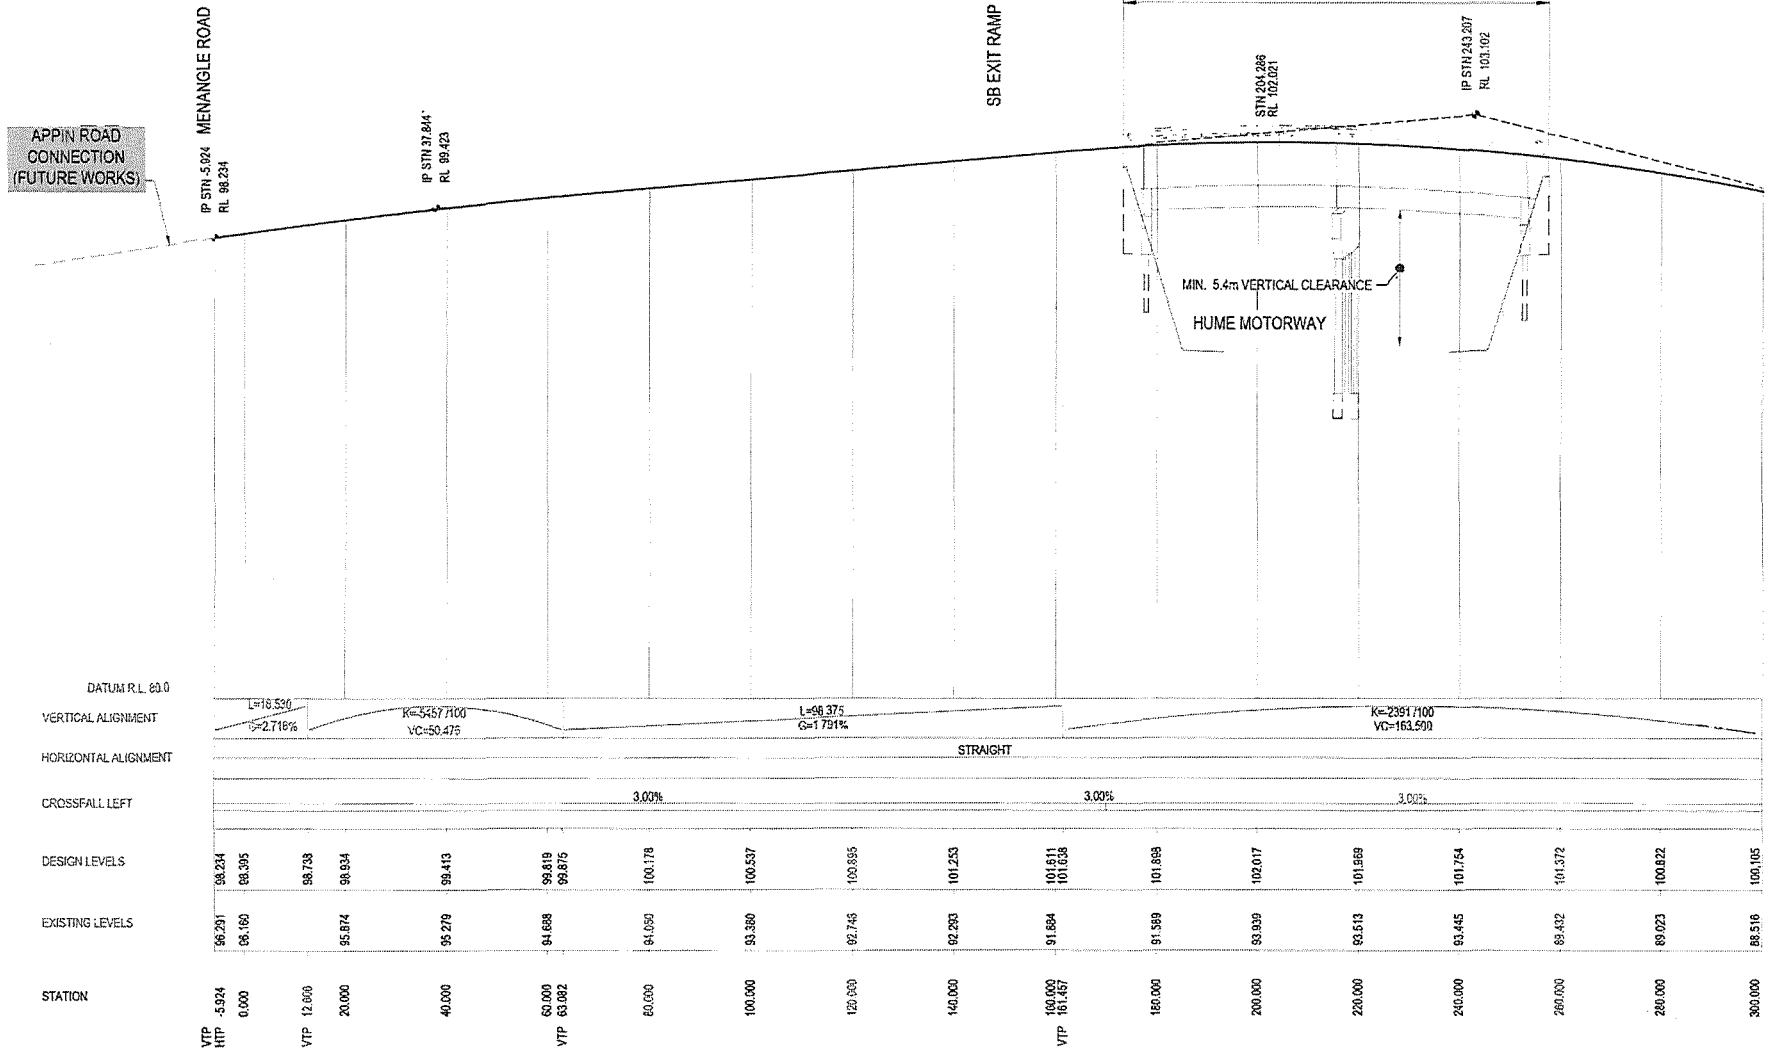 MENANGLE ROAD
SB EXIT RAMP
APPIN ROAD
CONNECTION
(FUTURE WORKS)
IP STN -5.924
RL 98.234
IP STN 37.844
RL 99.423
STN 204.286
RL 102.021
IP STN 243.207
RL 103.102
MIN. 5.4m VERTICAL CLEARANCE
HUME MOTORWAY
DATUM R.L. 80.0
VERTICAL ALIGNMENT
L=18.530
G=2.716%
K=-5457/100
VC=50.476
L=98.375
G=1.791%
K=-2391/100
VC=163.500
HORIZONTAL ALIGNMENT
STRAIGHT
CROSSFALL LEFT
3.00% 3.00% 3.00%
DESIGN LEVELS
98.234 98.395 98.738 98.934 99.413 99.819 99.875 100.178 100.537 100.895 101.253 101.611 101.638 101.898 102.017 101.969 101.754 101.372 100.822 100.105
EXISTING LEVELS
96.291 96.160 95.874 95.279 94.688 94.050 93.380 92.746 92.293 91.884 91.589 93.939 93.513 93.445 89.432 89.023 88.516
STATION
-5.924 0.000 12.606 20.000 40.000 60.000 63.082 80.000 100.000 120.000 140.000 160.000 161.457 180.000 200.000 220.000 240.000 260.000 280.000 300.000
VTP
HTP
VTP
VTP
VTP